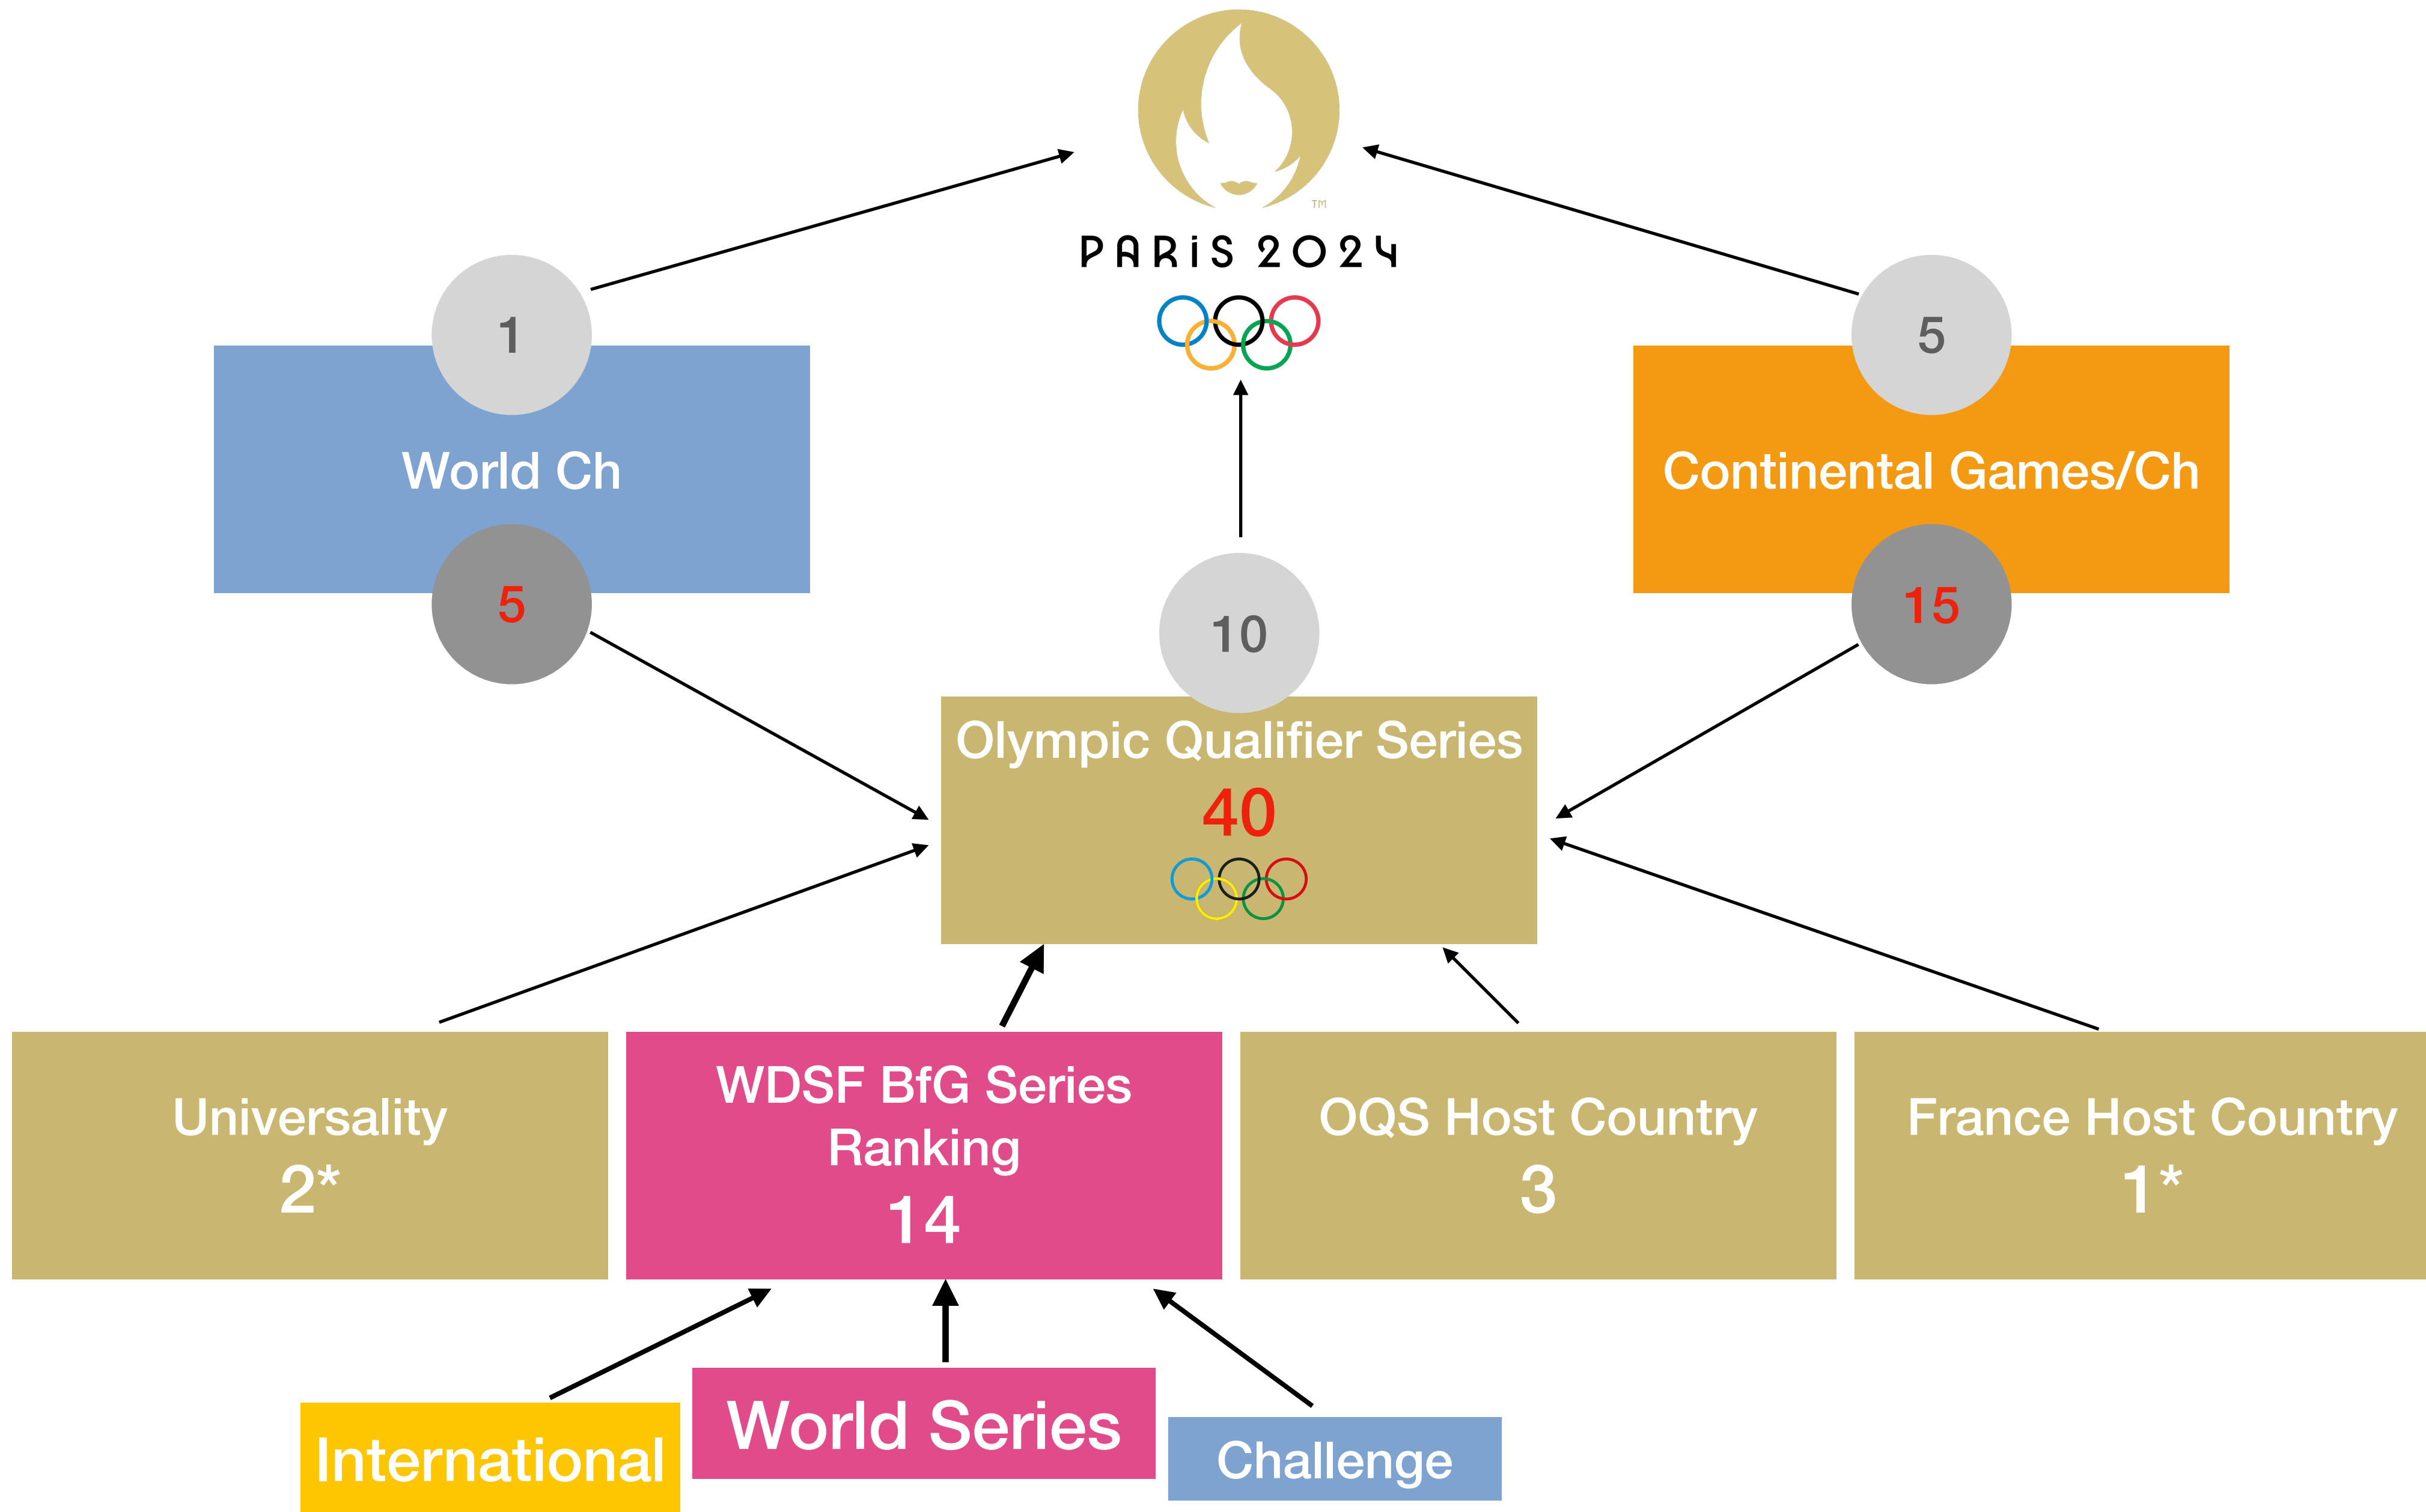 TM
PARIS 2024
1
5
World Ch
Continental Games/Ch
5
15
10
Olympic Qualifier Series
40
Universality
2*
WDSF BfG Series
Ranking
14
OQS Host Country
3
France Host Country
1*
International
World Series
Challenge